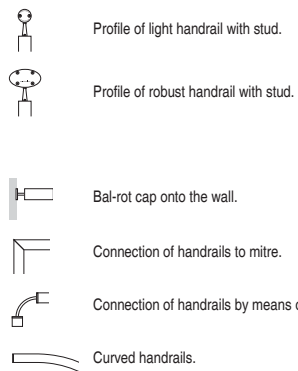 Profile of light handrail with stud.
Profile of robust handrail with stud.
Bal-rot cap onto the wall.
Connection of handrails to mitre.
Connection of handrails by means
Curved handrails.